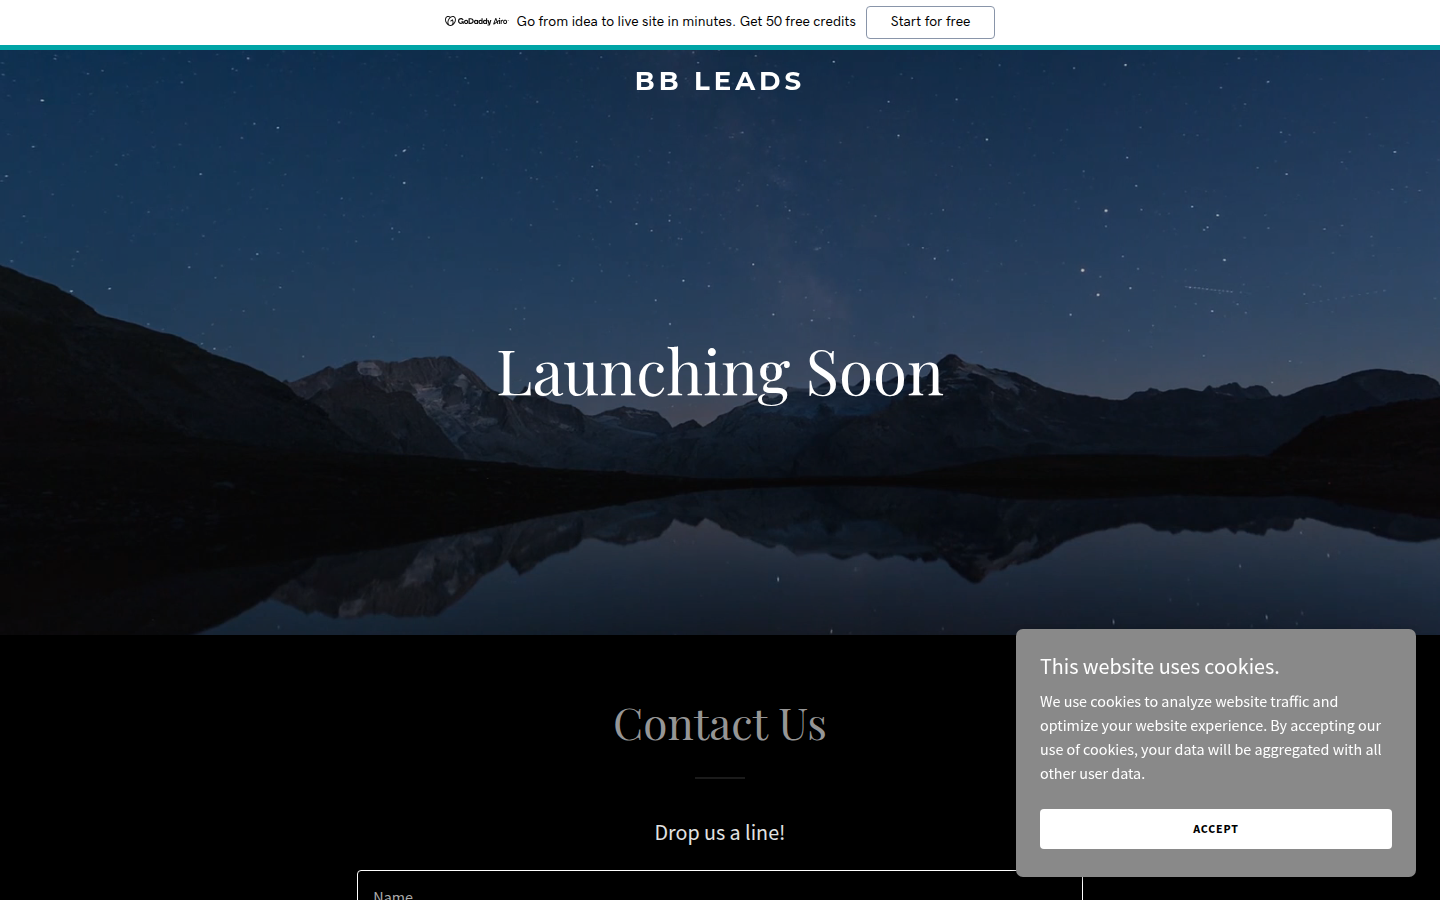 GoDaddy Airo Go from idea to live site in minutes. Get 50 free credits Start for free
BB LEADS
Launching Soon
Contact Us
Drop us a line!
Name
This website uses cookies.
We use cookies to analyze website traffic and
optimize your website experience. By accepting our
use of cookies, your data will be aggregated with all
other user data.
ACCEPT